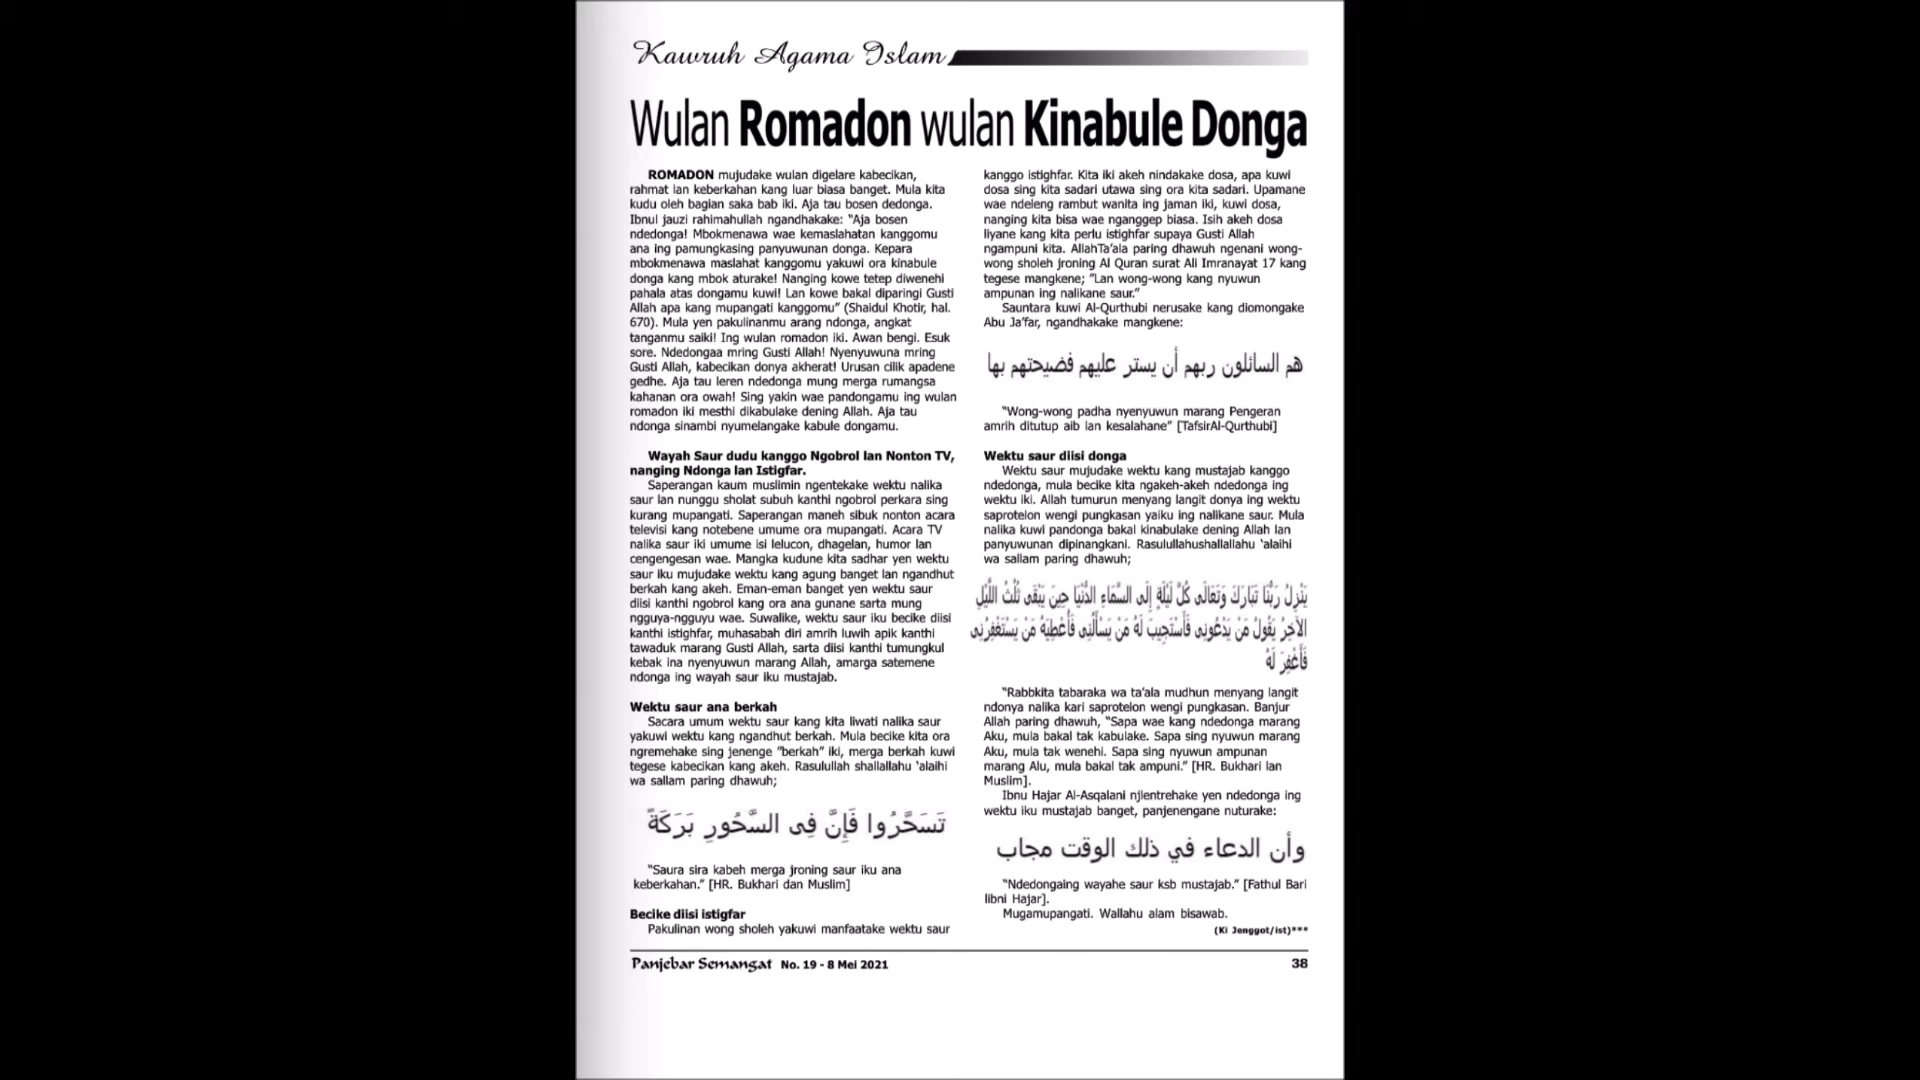 Kawruh Agama Islam
Wulan Romadon wulan Kinabule Donga
ROMADON mujudake wulan digelare kabecikan,
rahmat lan keberkahan kang luar biasa banget. Mula kita
kudu oleh bagian saka bab iki. Aja tau bosen dedonga.
Ibnul jauzi rahimahullah ngandhakake: “Aja bosen
ndedonga! Mbokmenawa wae kemaslahatan kanggomu
ana ing pamungkasing panyuwunan donga. Kepara
mbokmenawa maslahat kanggomu yakuwi ora kinabule
donga kang mbok aturake! Nanging kowe tetep diwenehi
pahala atas dongamu kuwi! Lan kowe bakal diparingi Gusti
Allah apa kang mupangati kanggomu” (Shaidul Khotir, hal.
670). Mula yen pakulinanmu arang ndonga, angkat
tanganmu saiki! Ing wulan romadon iki. Awan bengi. Esuk
sore. Ndedongaa mring Gusti Allah! Nyenyuwuna mring
Gusti Allah, kabecikan donya akherat! Urusan cilik apadene
gedhe. Aja tau leren ndedonga mung merga rumangsa
kahanan ora owah! Sing yakin wae pandongamu ing wulan
romadon iki mesthi dikabulake dening Allah. Aja tau
ndonga sinambi nyumelangake kabule dongamu.
Wayah Saur dudu kanggo Ngobrol lan Nonton TV,
nanging Ndonga lan Istigfar.
Saperangan kaum muslimin ngentekake wektu nalika
saur lan nunggu sholat subuh kanthi ngobrol perkara sing
kurang mupangati. Saperangan maneh sibuk nonton acara
televisi kang notebene umume ora mupangati. Acara TV
nalika saur iki umume isi lelucon, dhagelan, humor lan
cengengesan wae. Mangka kudune kita sadhar yen wektu
saur iku mujudake wektu kang agung banget lan ngandhut
berkah kang akeh. Eman-eman banget yen wektu saur
diisi kanthi ngobrol kang ora ana gunane sarta mung
ngguya-ngguyu wae. Suwalike, wektu saur iku becike diisi
kanthi istighfar, muhasabah diri amrih luwih apik kanthi
tawaduk marang Gusti Allah, sarta diisi kanthi tumungkul
kebak ina nyenyuwun marang Allah, amarga satemene
ndonga ing wayah saur iku mustajab.
Wektu saur ana berkah
Sacara umum wektu saur kang kita liwati nalika saur
yakuwi wektu kang ngandhut berkah. Mula becike kita ora
ngremehake sing jenenge ”berkah” iki, merga berkah kuwi
tegese kabecikan kang akeh. Rasulullah shallallahu ‘alaihi
wa sallam paring dhawuh;
تَسَحَّرُوا فَإِنَّ فِى السَّحُورِ بَرَكَةً
“Saura sira kabeh merga jroning saur iku ana
keberkahan.” [HR. Bukhari dan Muslim]
Becike diisi istigfar
Pakulinan wong sholeh yakuwi manfaatake wektu saur
kanggo istighfar. Kita iki akeh nindakake dosa, apa kuwi
dosa sing kita sadari utawa sing ora kita sadari. Upamane
wae ndeleng rambut wanita ing jaman iki, kuwi dosa,
nanging kita bisa wae nganggep biasa. Isih akeh dosa
liyane kang kita perlu istighfar supaya Gusti Allah
ngampuni kita. AllahTa’ala paring dhawuh ngenani wong-
wong sholeh jroning Al Quran surat Ali Imranayat 17 kang
tegese mangkene; ”Lan wong-wong kang nyuwun
ampunan ing nalikane saur.”
Sauntara kuwi Al-Qurthubi nerusake kang diomongake
Abu Ja’far, ngandhakake mangkene:
هم السائلون ربهم أن يستر عليهم فضيحتهم بها
“Wong-wong padha nyenyuwun marang Pengeran
amrih ditutup aib lan kesalahane” [TafsirAl-Qurthubi]
Wektu saur diisi donga
Wektu saur mujudake wektu kang mustajab kanggo
ndedonga, mula becike kita ngakeh-akeh ndedonga ing
wektu iki. Allah tumurun menyang langit donya ing wektu
saprotelon wengi pungkasan yaiku ing nalikane saur. Mula
nalika kuwi pandonga bakal kinabulake dening Allah lan
panyuwunan dipinangkani. Rasulullahushallallahu ‘alaihi
wa sallam paring dhawuh;
يَنْزِلُ رَبُّنَا تَبَارَكَ وَتَعَالَى كُلَّ لَيْلَةٍ إِلَى السَّمَاءِ الدُّنْيَا حِينَ يَبْقَى ثُلُثُ اللَّيْلِ
الآخِرُ يَقُولُ مَنْ يَدْعُونِى فَأَسْتَجِيبَ لَهُ مَنْ يَسْأَلُنِى فَأُعْطِيَهُ مَنْ يَسْتَغْفِرُنِى
فَأَغْفِرَ لَهُ
“Rabbkita tabaraka wa ta’ala mudhun menyang langit
ndonya nalika kari saprotelon wengi pungkasan. Banjur
Allah paring dhawuh, “Sapa wae kang ndedonga marang
Aku, mula bakal tak kabulake. Sapa sing nyuwun marang
Aku, mula tak wenehi. Sapa sing nyuwun ampunan
marang Alu, mula bakal tak ampuni.” [HR. Bukhari lan
Muslim].
Ibnu Hajar Al-Asqalani njlentrehake yen ndedonga ing
wektu iku mustajab banget, panjenengane nuturake:
وأن الدعاء في ذلك الوقت مجاب
“Ndedongaing wayahe saur ksb mustajab.” [Fathul Bari
libni Hajar].
Mugamupangati. Wallahu alam bisawab.
(Ki Jenggot/ist)***
Panjebar Semangat No. 19 - 8 Mei 2021
38